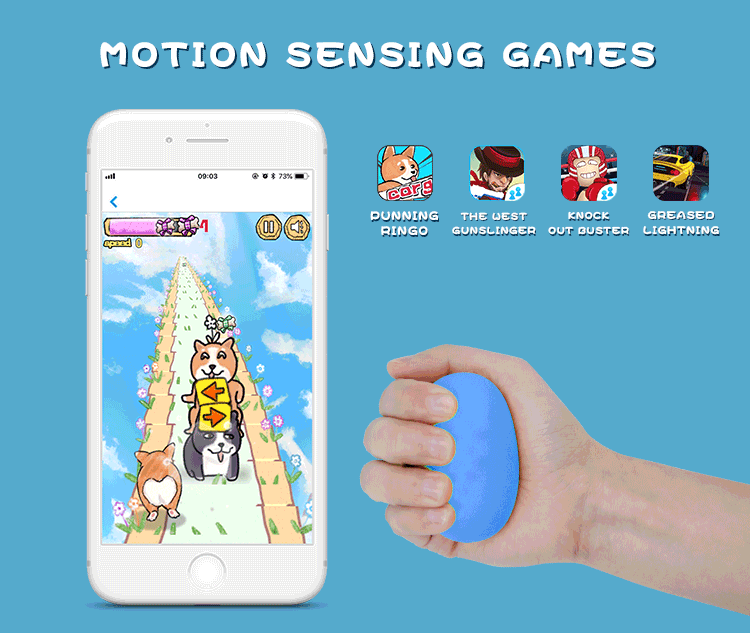 MOTION SENSING GAMES
09:03
73%
speed 0
corg
RUNNING
RINGO
THE WEST
GUNSLINGER
KNOCK
OUT BUSTER
GREASED
LIGHTNING